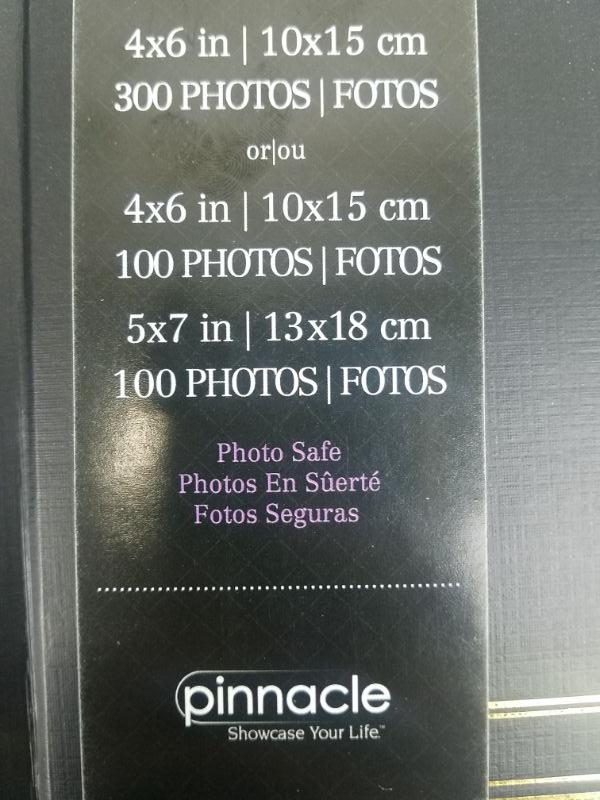 4x6 in | 10x15 cm
300 PHOTOS | FOTOS
or|ou
4x6 in | 10x15 cm
100 PHOTOS | FOTOS
5x7 in | 13x18 cm
100 PHOTOS | FOTOS
Photo Safe
Photos En Sûerté
Fotos Seguras
pinnacle
Showcase Your Life.™